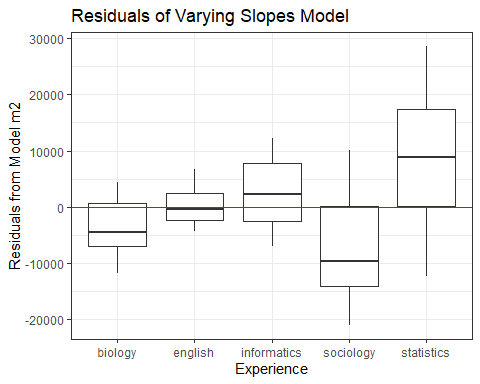 Residuals of Varying Slopes Model
Residuals from Model m2
30000
20000
10000
0
-10000
-20000
biology english informatics sociology statistics
Experience